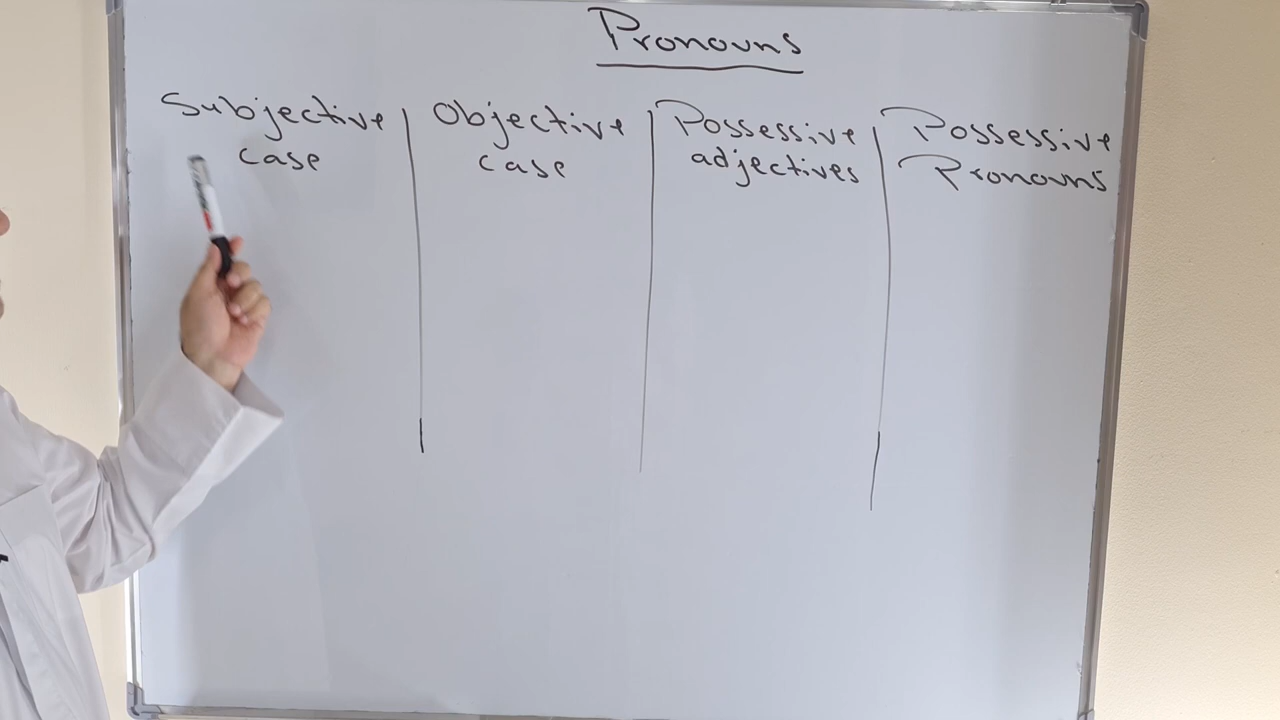 Pronouns
Subjective
case
Objective
case
Possessive
adjectives
Possessive
Pronouns